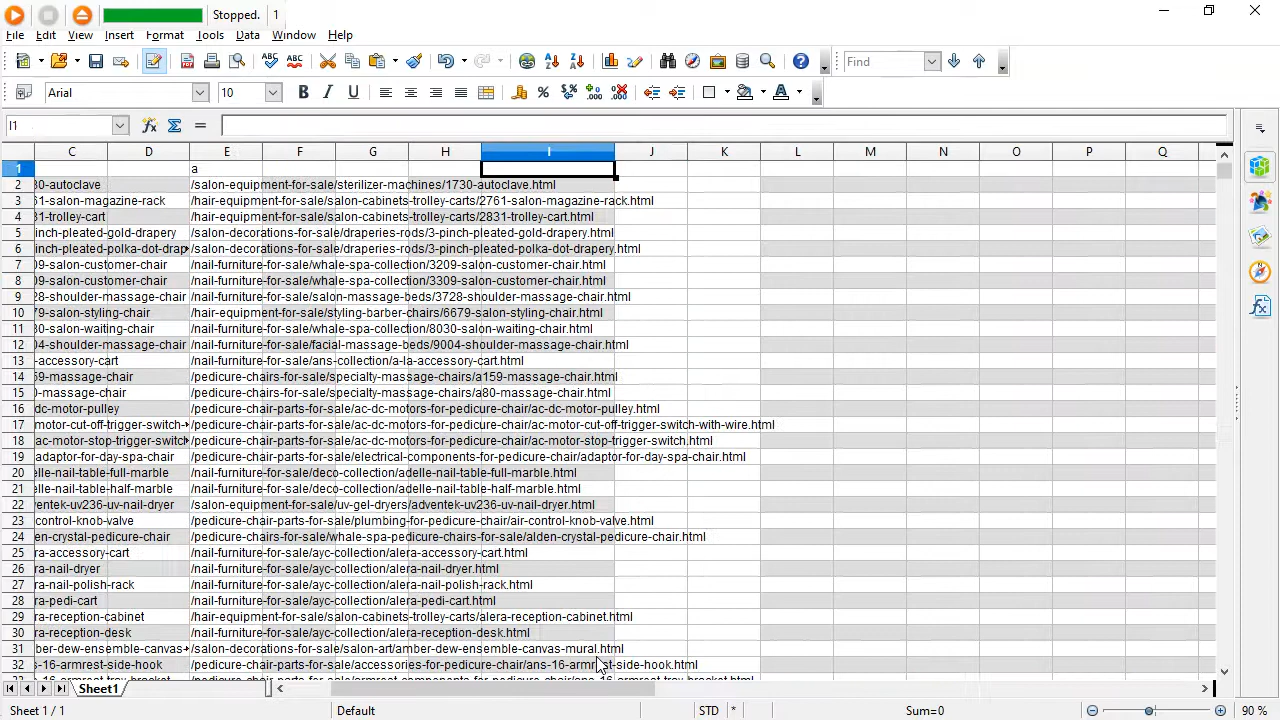 Stopped. 1
File Edit View Insert Format Tools Data Window Help
Find
Arial 10
I1
C D E F G H I J K L M N O P Q
1 a
2 30-autoclave /salon-equipment-for-sale/sterilizer-machines/1730-autoclave.html
3 61-salon-magazine-rack /hair-equipment-for-sale/salon-cabinets-trolley-carts/2761-salon-magazine-rack.html
4 31-trolley-cart /hair-equipment-for-sale/salon-cabinets-trolley-carts/2831-trolley-cart.html
5 inch-pleated-gold-drapery /salon-decorations-for-sale/draperies-rods/3-pinch-pleated-gold-drapery.html
6 inch-pleated-polka-dot-drap /salon-decorations-for-sale/draperies-rods/3-pinch-pleated-polka-dot-drapery.html
7 09-salon-customer-chair /nail-furniture-for-sale/whale-spa-collection/3209-salon-customer-chair.html
8 09-salon-customer-chair /nail-furniture-for-sale/whale-spa-collection/3309-salon-customer-chair.html
9 28-shoulder-massage-chair /nail-furniture-for-sale/salon-massage-beds/3728-shoulder-massage-chair.html
10 79-salon-styling-chair /hair-equipment-for-sale/styling-barber-chairs/6679-salon-styling-chair.html
11 30-salon-waiting-chair /nail-furniture-for-sale/whale-spa-collection/8030-salon-waiting-chair.html
12 04-shoulder-massage-chair /nail-furniture-for-sale/facial-massage-beds/9004-shoulder-massage-chair.html
13 -accessory-cart /nail-furniture-for-sale/ans-collection/a-la-accessory-cart.html
14 59-massage-chair /pedicure-chairs-for-sale/specialty-massage-chairs/a159-massage-chair.html
15 0-massage-chair /pedicure-chairs-for-sale/specialty-massage-chairs/a80-massage-chair.html
16 dc-motor-pulley /pedicure-chair-parts-for-sale/ac-dc-motors-for-pedicure-chair/ac-dc-motor-pulley.html
17 motor-cut-off-trigger-switch- /pedicure-chair-parts-for-sale/ac-dc-motors-for-pedicure-chair/ac-motor-cut-off-trigger-switch-with-wire.html
18 ac-motor-stop-trigger-switch /pedicure-chair-parts-for-sale/ac-dc-motors-for-pedicure-chair/ac-motor-stop-trigger-switch.html
19 adaptor-for-day-spa-chair /pedicure-chair-parts-for-sale/electrical-components-for-pedicure-chair/adaptor-for-day-spa-chair.html
20 elle-nail-table-full-marble /nail-furniture-for-sale/deco-collection/adelle-nail-table-full-marble.html
21 elle-nail-table-half-marble /nail-furniture-for-sale/deco-collection/adelle-nail-table-half-marble.html
22 ventek-uv236-uv-nail-dryer /salon-equipment-for-sale/uv-gel-dryers/adventek-uv236-uv-nail-dryer.html
23 control-knob-valve /pedicure-chair-parts-for-sale/plumbing-for-pedicure-chair/air-control-knob-valve.html
24 en-crystal-pedicure-chair /pedicure-chairs-for-sale/whale-spa-pedicure-chairs-for-sale/alden-crystal-pedicure-chair.html
25 ra-accessory-cart /nail-furniture-for-sale/ayc-collection/alera-accessory-cart.html
26 ra-nail-dryer /nail-furniture-for-sale/ayc-collection/alera-nail-dryer.html
27 ra-nail-polish-rack /nail-furniture-for-sale/ayc-collection/alera-nail-polish-rack.html
28 ra-pedi-cart /nail-furniture-for-sale/ayc-collection/alera-pedi-cart.html
29 ra-reception-cabinet /hair-equipment-for-sale/salon-cabinets-trolley-carts/alera-reception-cabinet.html
30 ra-reception-desk /nail-furniture-for-sale/ayc-collection/alera-reception-desk.html
31 ber-dew-ensemble-canvas- /salon-decorations-for-sale/salon-art/amber-dew-ensemble-canvas-mural.html
32 s-16-armrest-side-hook /pedicure-chair-parts-for-sale/accessories-for-pedicure-chair/ans-16-armrest-side-hook.html
Sheet1
Sheet 1 / 1 Default STD * Sum=0 90 %